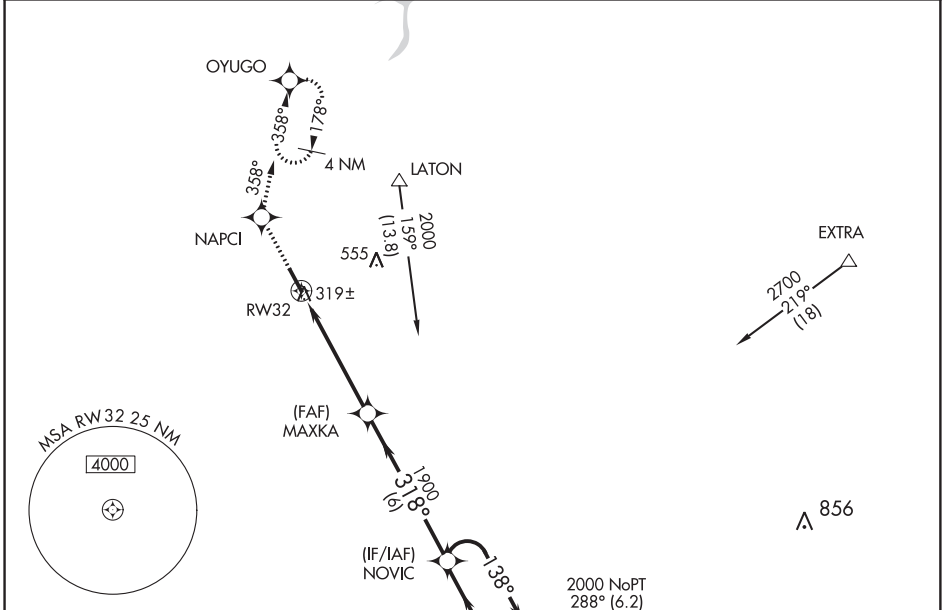 OYUGO
358°
178°
4 NM
358°
LATON
NAPCI
2000
159°
(13.8)
555
EXTRA
2700
219°
(18)
RW32
319±
(FAF)
MAXKA
MSA RW32 25 NM
4000
1900
318°
(6)
856
(IF/IAF)
NOVIC
138°
2000 NoPT
288° (6.2)